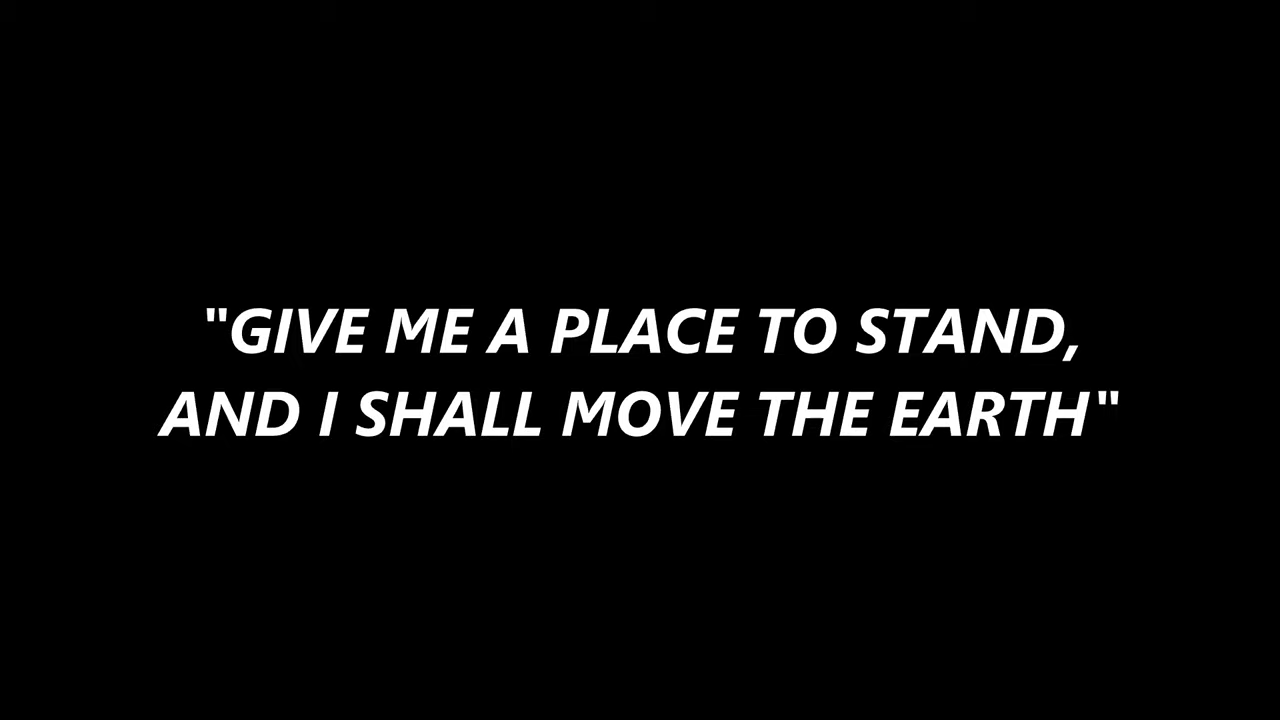 "GIVE ME A PLACE TO STAND,
AND I SHALL MOVE THE EARTH"